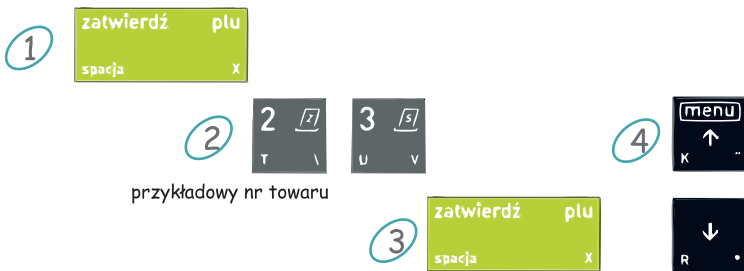 1
zatwierdź plu
spacja X
2
2 Z
T \
3 S
U V
przykładowy nr towaru
3
zatwierdź plu
spacja X
4
menu
↑
K ¨
↓
R •